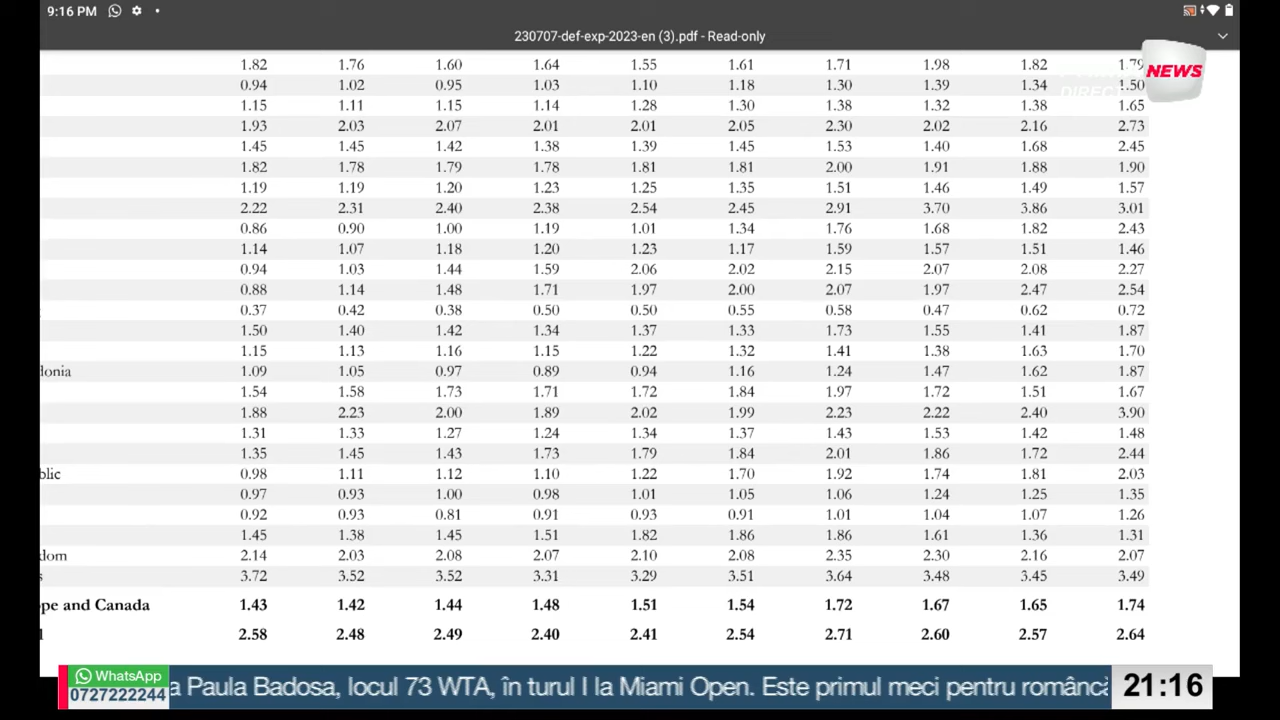 9:16 PM
230707-def-exp-2023-en (3).pdf - Read-only
NEWS
DIRECT
1.82 1.76 1.60 1.64 1.55 1.61 1.71 1.98 1.82 1.79
0.94 1.02 0.95 1.03 1.10 1.18 1.30 1.39 1.34 1.50
1.15 1.11 1.15 1.14 1.28 1.30 1.38 1.32 1.38 1.65
1.93 2.03 2.07 2.01 2.01 2.05 2.30 2.02 2.16 2.73
1.45 1.45 1.42 1.38 1.39 1.45 1.53 1.40 1.68 2.45
1.82 1.78 1.79 1.78 1.81 1.81 2.00 1.91 1.88 1.90
1.19 1.19 1.20 1.23 1.25 1.35 1.51 1.46 1.49 1.57
2.22 2.31 2.40 2.38 2.54 2.45 2.91 3.70 3.86 3.01
0.86 0.90 1.00 1.19 1.01 1.34 1.76 1.68 1.82 2.43
1.14 1.07 1.18 1.20 1.23 1.17 1.59 1.57 1.51 1.46
0.94 1.03 1.44 1.59 2.06 2.02 2.15 2.07 2.08 2.27
0.88 1.14 1.48 1.71 1.97 2.00 2.07 1.97 2.47 2.54
0.37 0.42 0.38 0.50 0.50 0.55 0.58 0.47 0.62 0.72
1.50 1.40 1.42 1.34 1.37 1.33 1.73 1.55 1.41 1.87
1.15 1.13 1.16 1.15 1.22 1.32 1.41 1.38 1.63 1.70
donia 1.09 1.05 0.97 0.89 0.94 1.16 1.24 1.47 1.62 1.87
1.54 1.58 1.73 1.71 1.72 1.84 1.97 1.72 1.51 1.67
1.88 2.23 2.00 1.89 2.02 1.99 2.23 2.22 2.40 3.90
1.31 1.33 1.27 1.24 1.34 1.37 1.43 1.53 1.42 1.48
1.35 1.45 1.43 1.73 1.79 1.84 2.01 1.86 1.72 2.44
blic 0.98 1.11 1.12 1.10 1.22 1.70 1.92 1.74 1.81 2.03
0.97 0.93 1.00 0.98 1.01 1.05 1.06 1.24 1.25 1.35
0.92 0.93 0.81 0.91 0.93 0.91 1.01 1.04 1.07 1.26
1.45 1.38 1.45 1.51 1.82 1.86 1.86 1.61 1.36 1.31
dom 2.14 2.03 2.08 2.07 2.10 2.08 2.35 2.30 2.16 2.07
s 3.72 3.52 3.52 3.31 3.29 3.51 3.64 3.48 3.45 3.49
pe and Canada 1.43 1.42 1.44 1.48 1.51 1.54 1.72 1.67 1.65 1.74
l 2.58 2.48 2.49 2.40 2.41 2.54 2.71 2.60 2.57 2.64
WhatsApp
0727222244
a Paula Badosa, locul 73 WTA, în turul I la Miami Open. Este primul meci pentru româncă
21:16